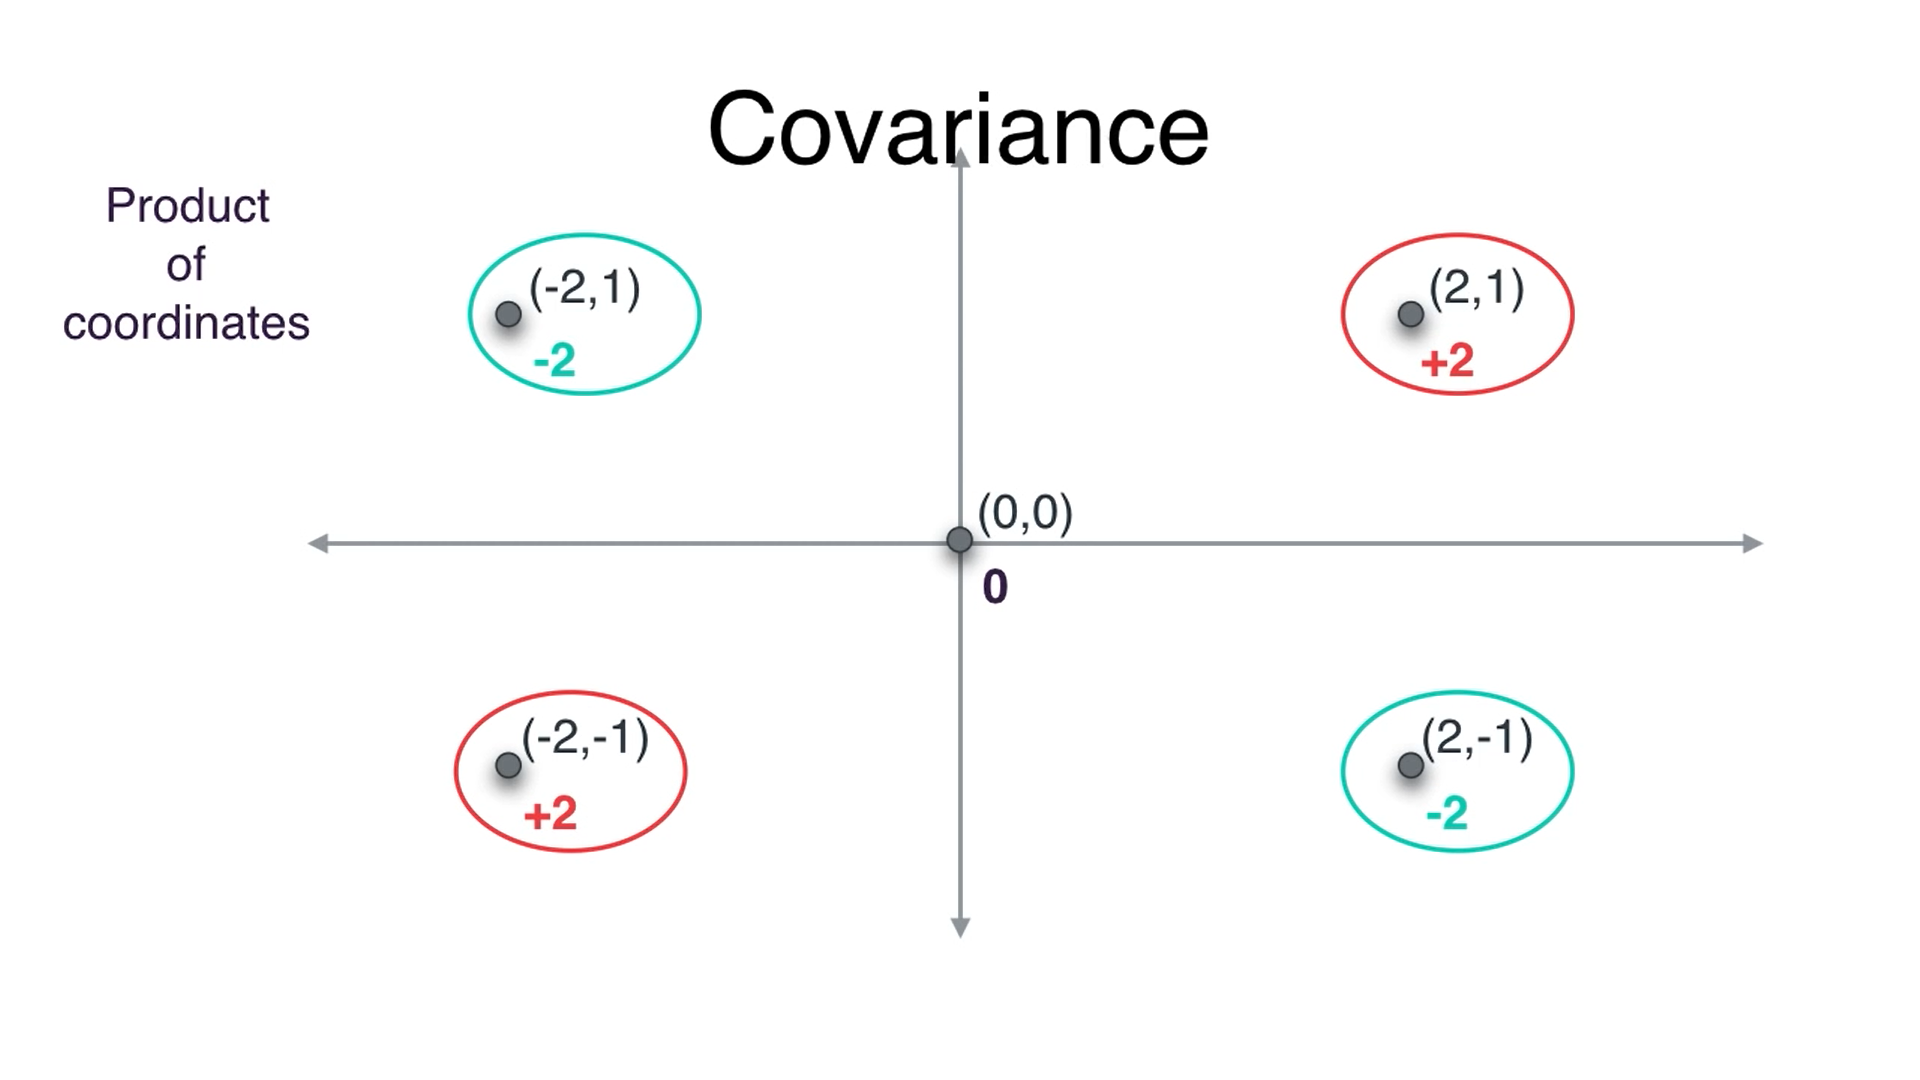 Covariance
Product
of
coordinates
(-2,1)
-2
(2,1)
+2
(0,0)
0
(-2,-1)
+2
(2,-1)
-2